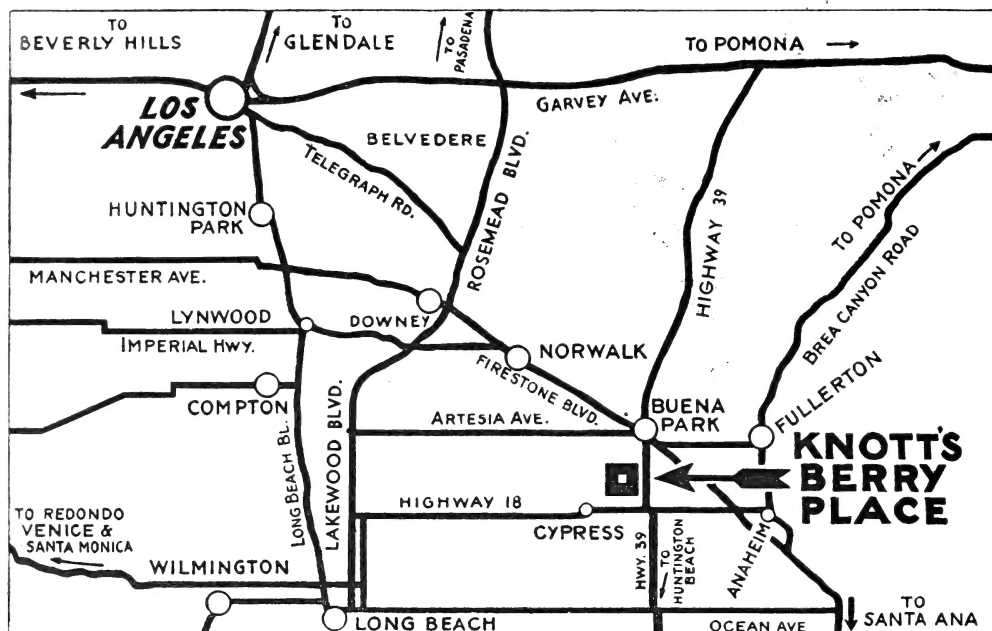 TO
BEVERLY HILLS
TO
GLENDALE
TO
PASADENA
TO POMONA
LOS
ANGELES
GARVEY AVE.
BELVEDERE
TELEGRAPH RD.
ROSEMEAD BLVD.
HIGHWAY 39
TO POMONA
BREA CANYON ROAD
HUNTINGTON
PARK
MANCHESTER AVE.
LYNWOOD
IMPERIAL HWY.
DOWNEY
NORWALK
FIRESTONE BLVD.
COMPTON
LONG BEACH BL.
LAKEWOOD BLVD.
ARTESIA AVE.
BUENA
PARK
FULLERTON
KNOTT'S
BERRY
PLACE
HIGHWAY 18
CYPRESS
ANAHEIM
HWY. 39
TO
HUNTINGTON
BEACH
TO REDONDO
VENICE &
SANTA MONICA
WILMINGTON
LONG BEACH
OCEAN AVE
TO
SANTA ANA